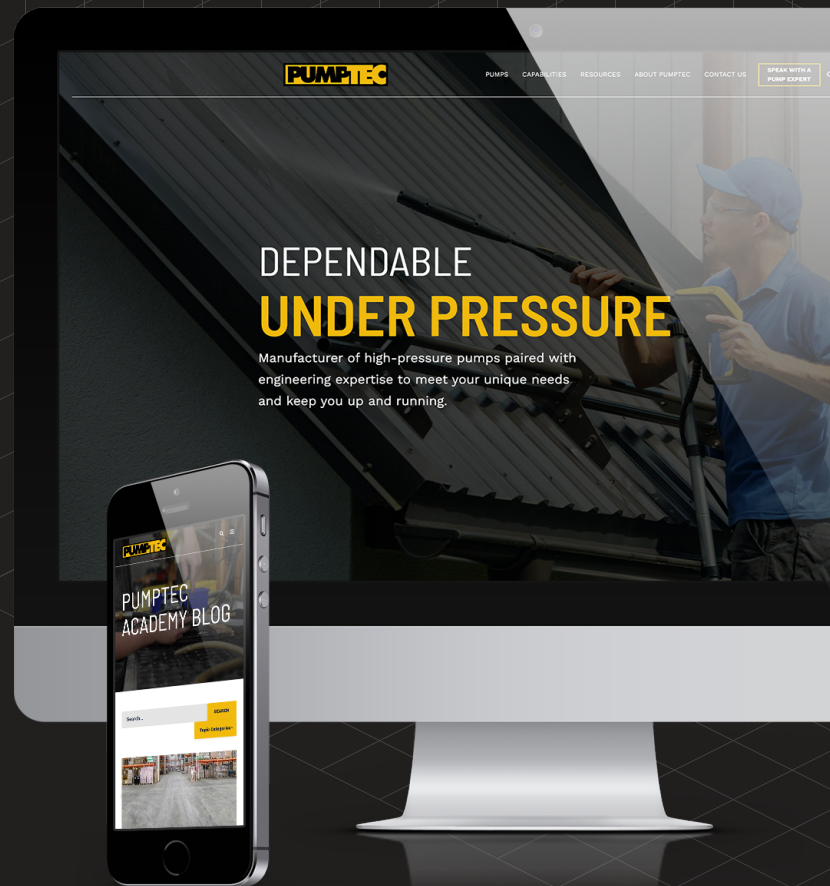 PUMPTEC
PUMPS CAPABILITIES RESOURCES ABOUT PUMPTEC CONTACT US
SPEAK WITH A
PUMP EXPERT
DEPENDABLE
UNDER PRESSURE
Manufacturer of high-pressure pumps paired with
engineering expertise to meet your unique needs
and keep you up and running.
PUMPTEC
PUMPTEC
ACADEMY BLOG
Search...
SEARCH
Topic Categories